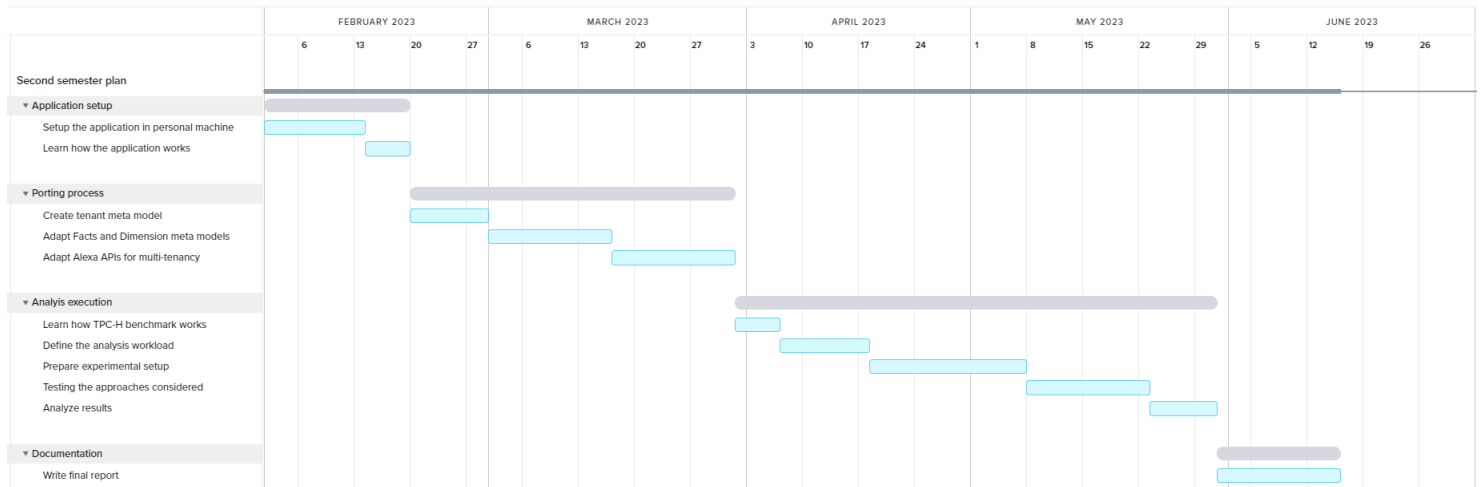 FEBRUARY 2023 MARCH 2023 APRIL 2023 MAY 2023 JUNE 2023
6 13 20 27 6 13 20 27 3 10 17 24 1 8 15 22 29 5 12 19 26
Second semester plan
Application setup
Setup the application in personal machine
Learn how the application works
Porting process
Create tenant meta model
Adapt Facts and Dimension meta models
Adapt Alexa APIs for multi-tenancy
Analyis execution
Learn how TPC-H benchmark works
Define the analysis workload
Prepare experimental setup
Testing the approaches considered
Analyze results
Documentation
Write final report